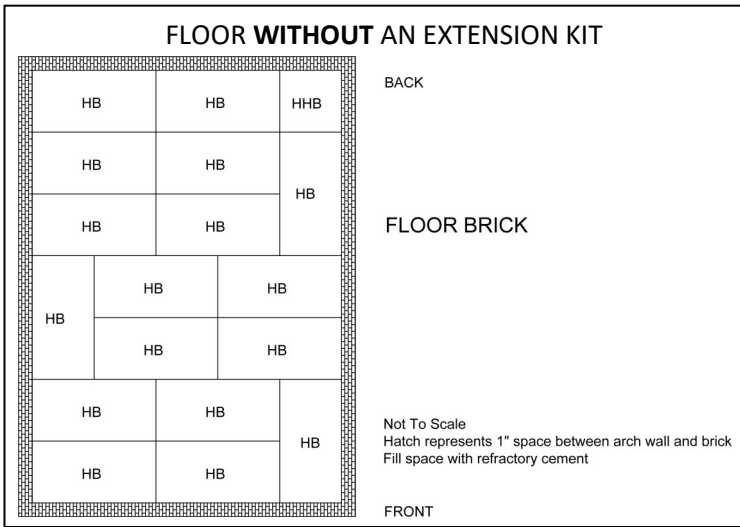 FLOOR WITHOUT AN EXTENSION KIT
BACK
HB HB HHB
HB HB
HB
HB HB
FLOOR BRICK
HB HB
HB
HB HB
HB HB
HB
HB HB
Not To Scale
Hatch represents 1" space between arch wall and brick
Fill space with refractory cement
FRONT